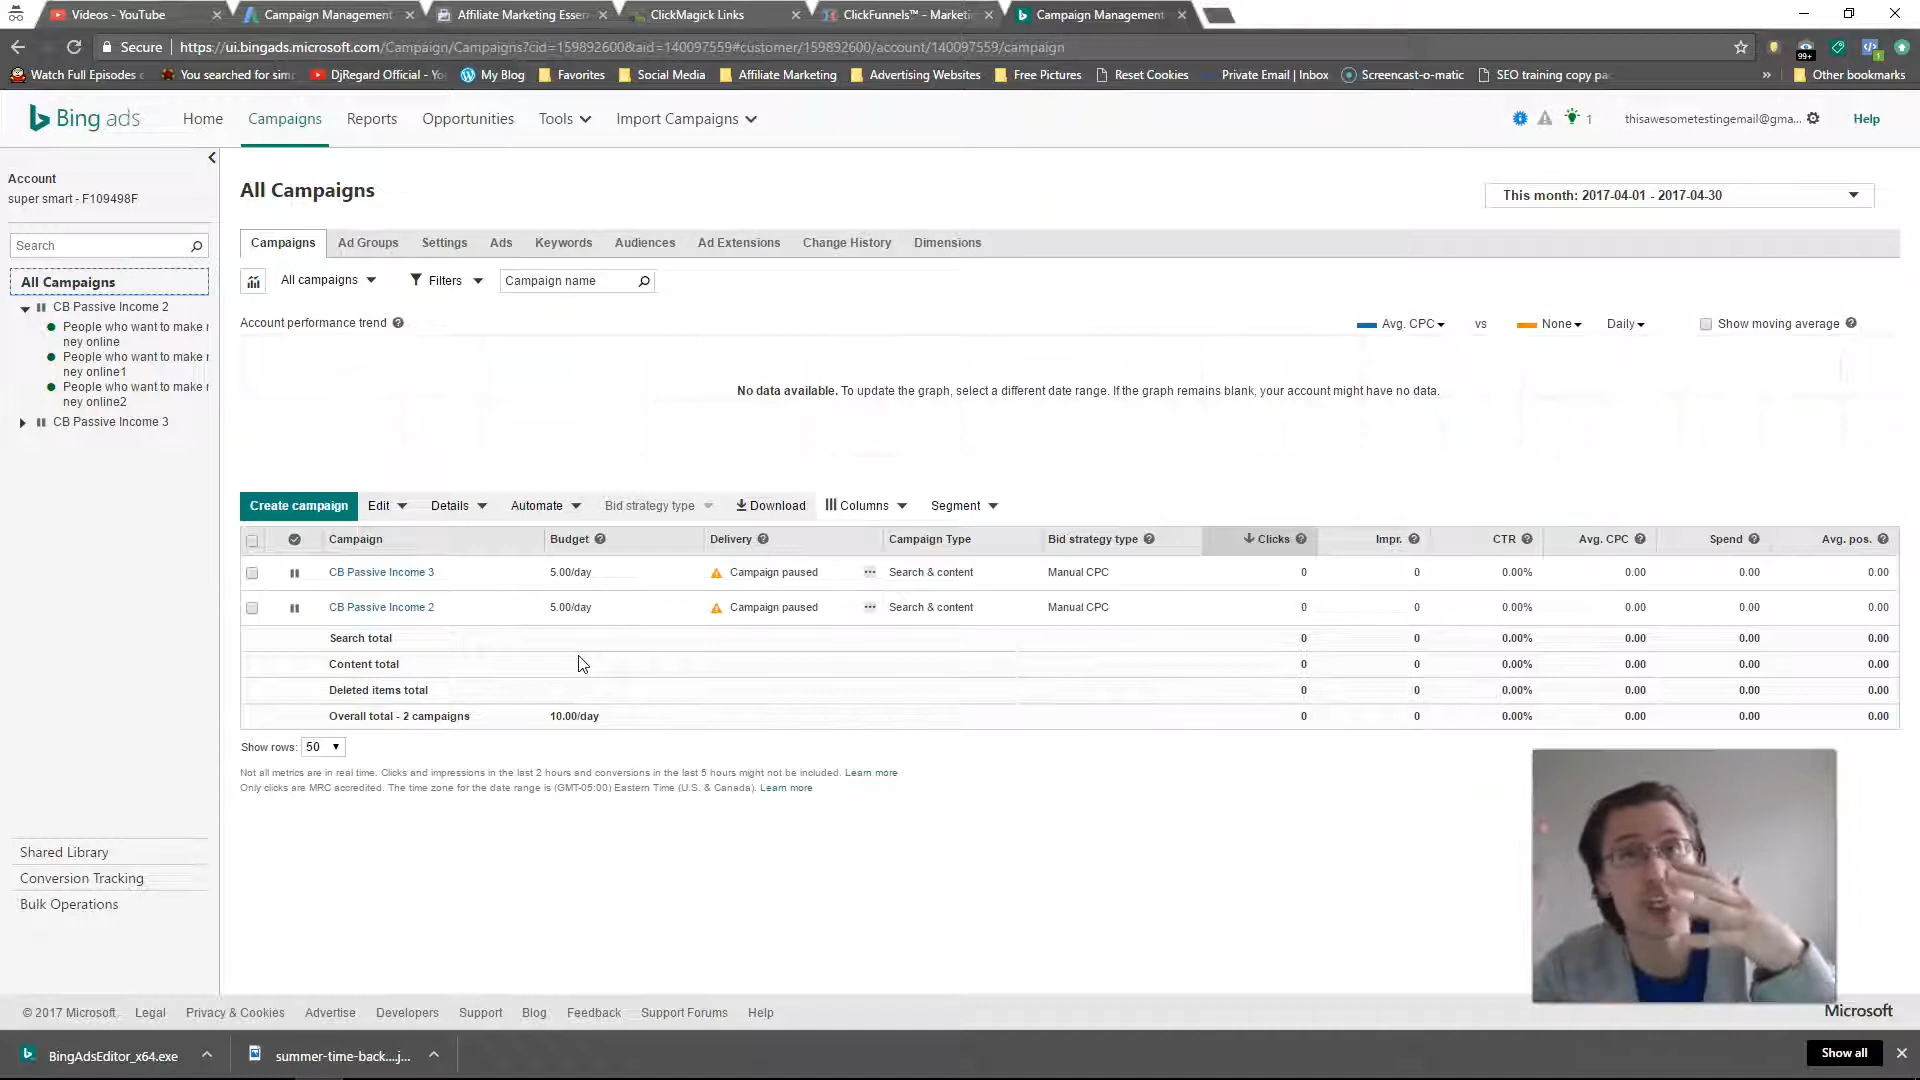 Videos - YouTube
Campaign Management
Affiliate Marketing Essen
ClickMagick Links
ClickFunnels™ - Marketi
Campaign Management
Secure
https://ui.bingads.microsoft.com/Campaign/Campaigns?cid=159892600&aid=140097559#customer/159892600/account/140097559/campaign
99+
1
Watch Full Episodes
You searched for sim
DjRegard Official - Yo
My Blog
Favorites
Social Media
Affiliate Marketing
Advertising Websites
Free Pictures
Reset Cookies
Private Email | Inbox
Screencast-o-matic
SEO training copy pa
»
Other bookmarks
Bing ads
Home
Campaigns
Reports
Opportunities
Tools
Import Campaigns
1
thisawesometestingemail@gma...
Help
Account
super smart - F109498F
Search
All Campaigns
CB Passive Income 2
People who want to make
ney online
People who want to make
ney online1
People who want to make
ney online2
CB Passive Income 3
Shared Library
Conversion Tracking
Bulk Operations
All Campaigns
This month: 2017-04-01 - 2017-04-30
Campaigns
Ad Groups
Settings
Ads
Keywords
Audiences
Ad Extensions
Change History
Dimensions
All campaigns
Filters
Campaign name
Account performance trend
Avg. CPC
vs
None
Daily
Show moving average
No data available. To update the graph, select a different date range. If the graph remains blank, your account might have no data.
Create campaign
Edit
Details
Automate
Bid strategy type
Download
Columns
Segment
Campaign Budget Delivery Campaign Type Bid strategy type Clicks Impr. CTR Avg. CPC Spend Avg. pos.
CB Passive Income 3 5.00/day Campaign paused ... Search & content Manual CPC 0 0 0.00% 0.00 0.00 0.00
CB Passive Income 2 5.00/day Campaign paused ... Search & content Manual CPC 0 0 0.00% 0.00 0.00 0.00
Search total 0 0 0.00% 0.00 0.00 0.00
Content total 0 0 0.00% 0.00 0.00 0.00
Deleted items total 0 0 0.00% 0.00 0.00 0.00
Overall total - 2 campaigns 10.00/day 0 0 0.00% 0.00 0.00 0.00
Show rows: 50
Not all metrics are in real time. Clicks and impressions in the last 2 hours and conversions in the last 5 hours might not be included. Learn more
Only clicks are MRC accredited. The time zone for the date range is (GMT-05:00) Eastern Time (U.S. & Canada). Learn more
© 2017 Microsoft
Legal
Privacy & Cookies
Advertise
Developers
Support
Blog
Feedback
Support Forums
Help
Microsoft
BingAdsEditor_x64.exe
summer-time-back....j...
Show all